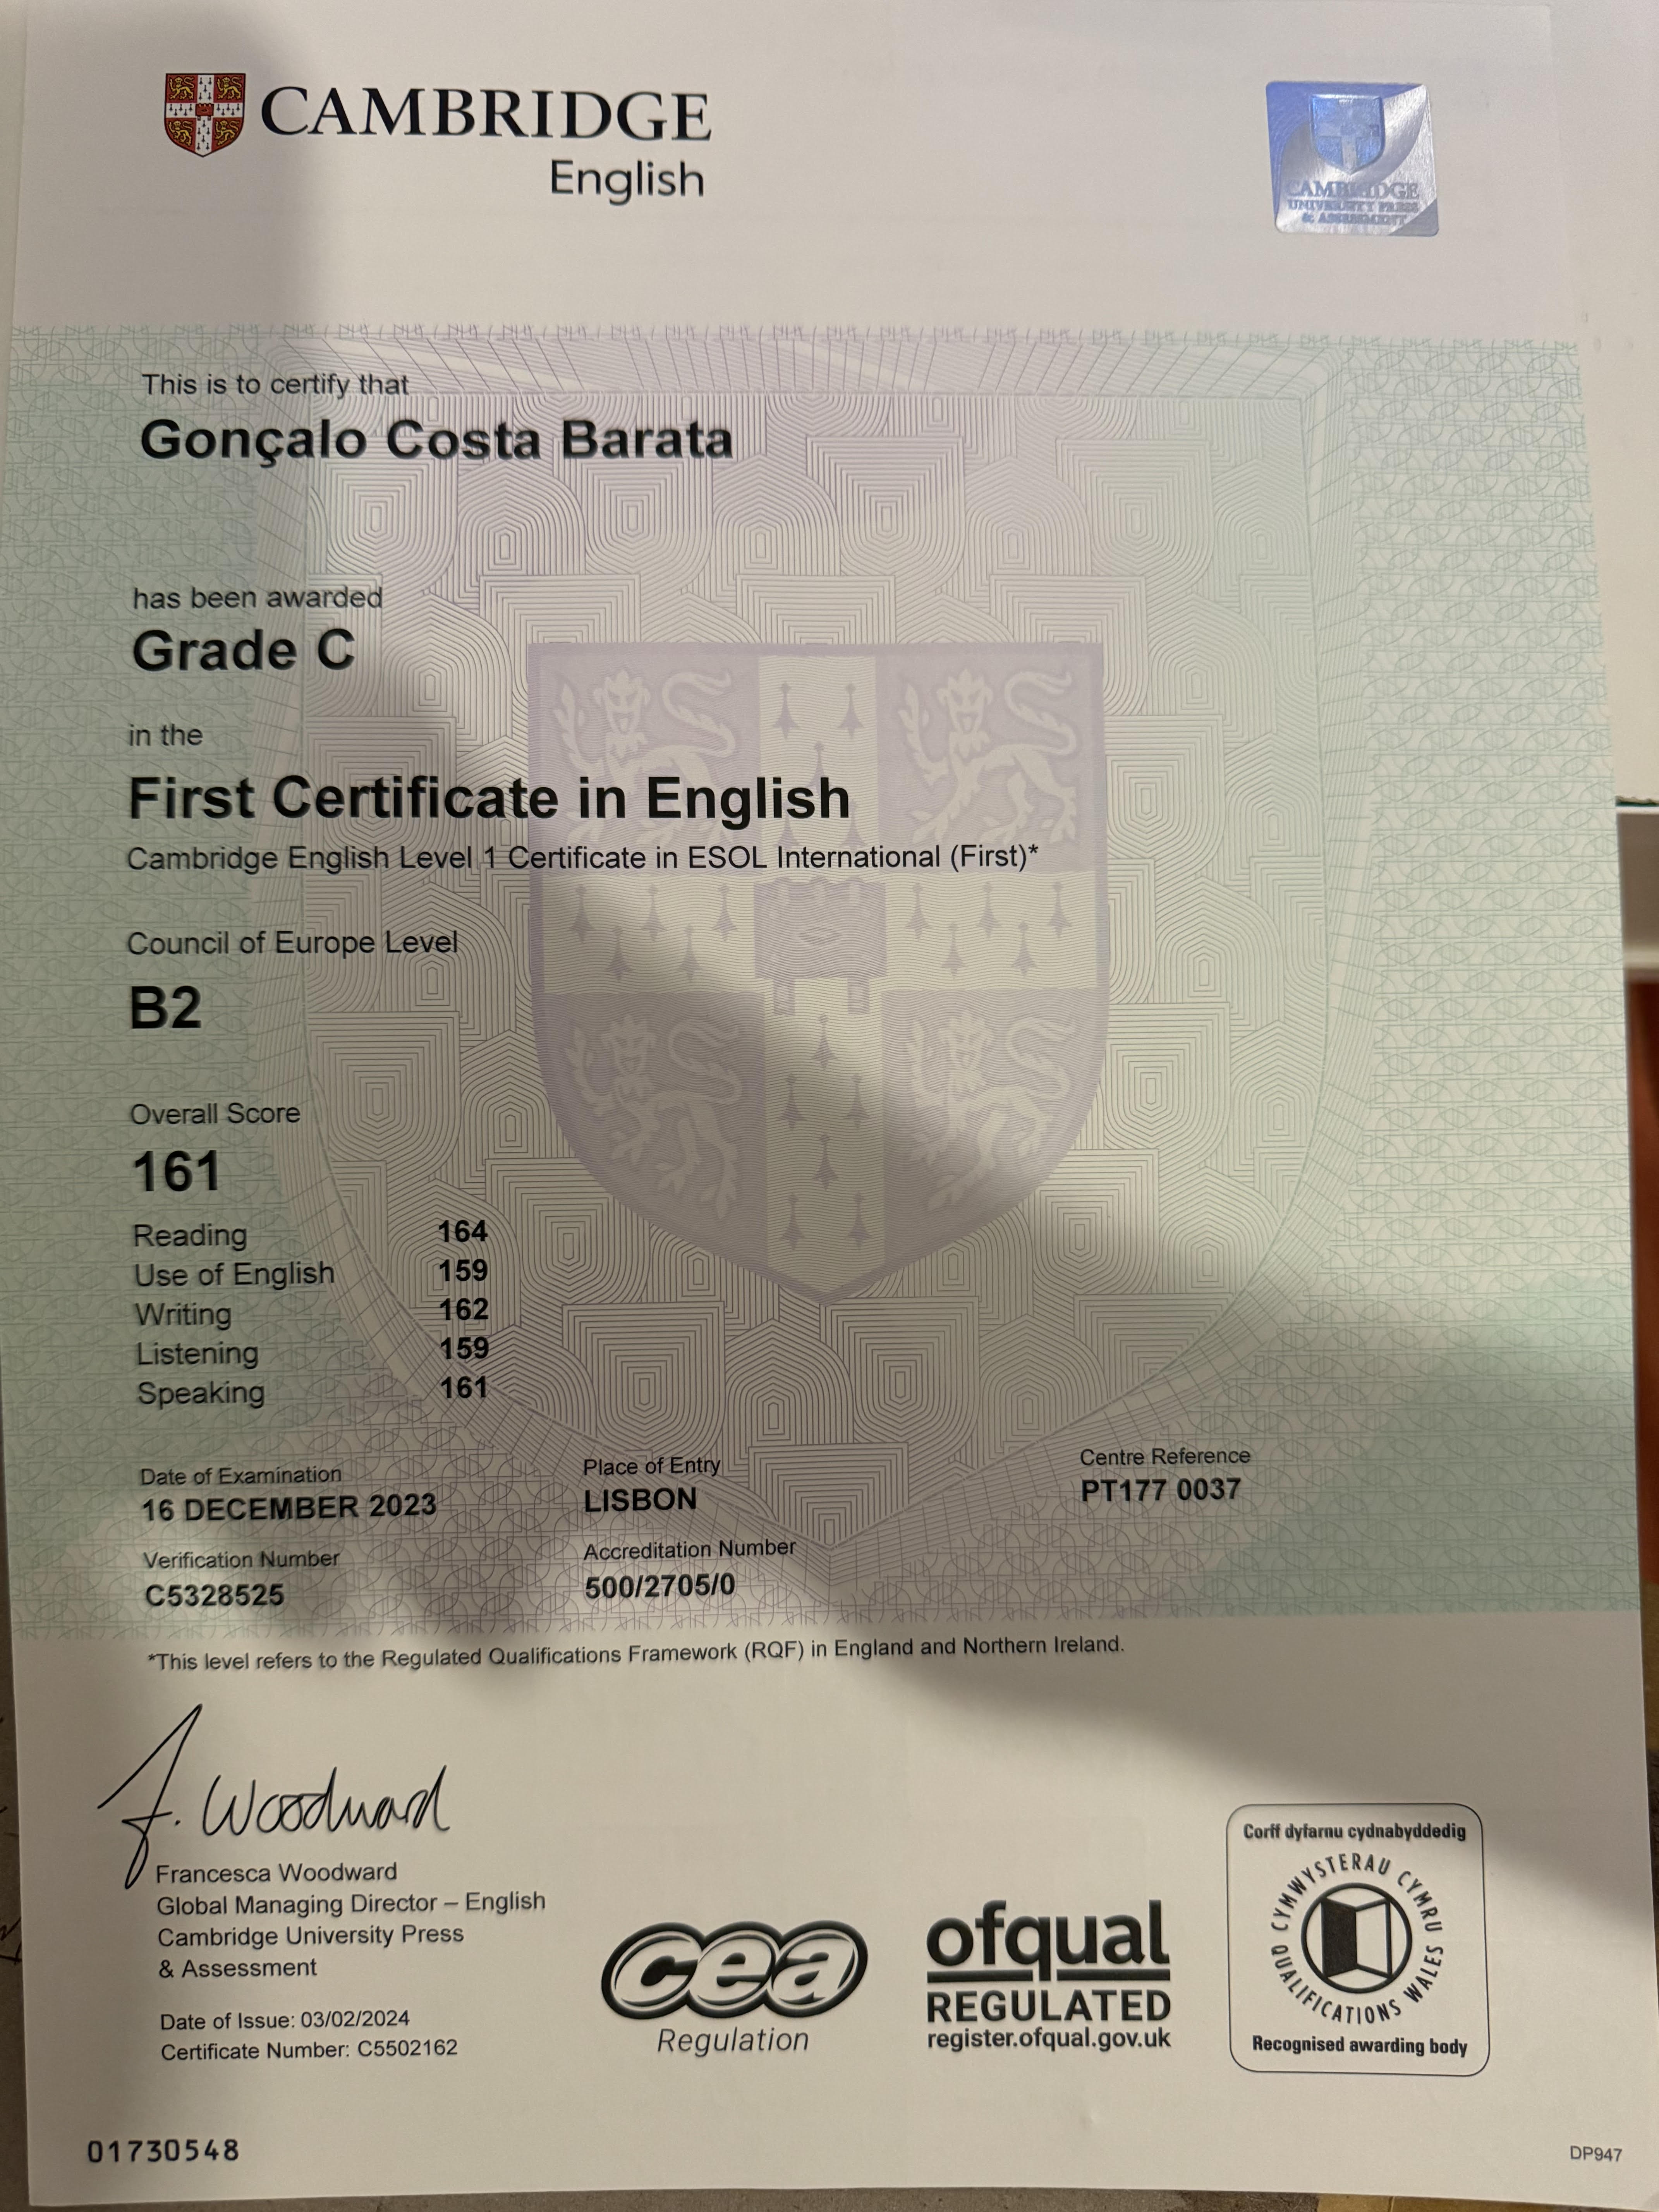 CAMBRIDGE
English
CAMBRIDGE
UNIVERSITY PRESS
& ASSESSMENT
This is to certify that
Gonçalo Costa Barata
has been awarded
Grade C
in the
First Certificate in English
Cambridge English Level 1 Certificate in ESOL International (First)*
Council of Europe Level
B2
Overall Score
161
Reading 164
Use of English 159
Writing 162
Listening 159
Speaking 161
Date of Examination Place of Entry Centre Reference
16 DECEMBER 2023 LISBON PT177 0037
Verification Number Accreditation Number
C5328525 500/2705/0
*This level refers to the Regulated Qualifications Framework (RQF) in England and Northern Ireland.
F. Woodward
Francesca Woodward
Global Managing Director – English
Cambridge University Press
& Assessment
Date of Issue: 03/02/2024
Certificate Number: C5502162
cea
Regulation
ofqual
REGULATED
register.ofqual.gov.uk
Corff dyfarnu cydnabyddedig
CYMWYSTERAU CYMRU
QUALIFICATIONS WALES
Recognised awarding body
01730548
DP947